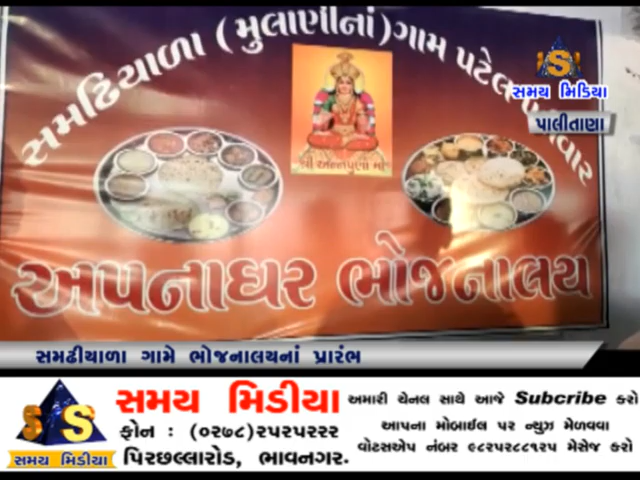 સમઢિયાળા (મુલાણીનાં) ગામ પટેલ
સમય મિડિયા
પાલીતાણા
શ્રી અન્નપુર્ણા માઁ
અપનાઘર ભોજનાલય
સમઢીયાળા ગામે ભોજનાલયનાં પ્રારંભ
સમય મિડીયા
ફોન : (૦૨૭૮)૨૫૨૫૨૨૨
પિરછલ્લારોડ, ભાવનગર.
અમારી ચેનલ સાથે આજે Subcribe કરો
આપના મોબાઈલ પર ન્યુઝ મેળવવા
વોટસએપ નંબર ૯૮૨૫૨૮૮૧૨૫ મેસેજ કરો
સમય મિડીયા